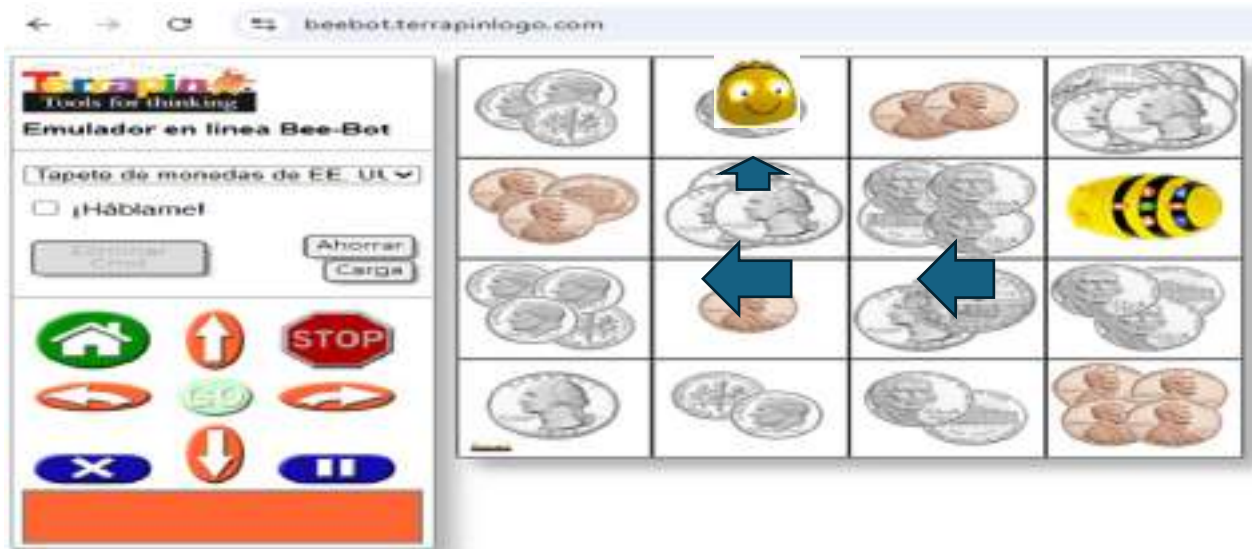 beebot.terrapinlogo.com
Terrapin
Tools for thinking
Emulador en línea Bee-Bot
Tapete de monedas de EE. UU
¡Háblame!
Ahorrar
Carga
STOP
GO